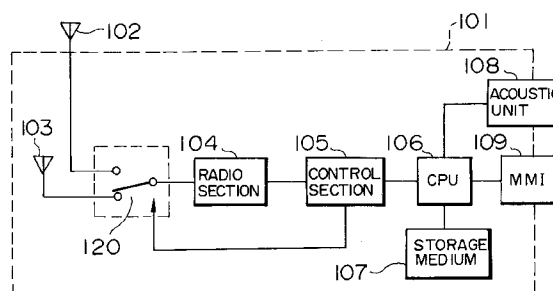 102
101
108
ACOUSTIC
UNIT
103
104
105
106
109
RADIO
SECTION
CONTROL
SECTION
CPU
MMI
120
STORAGE
MEDIUM
107